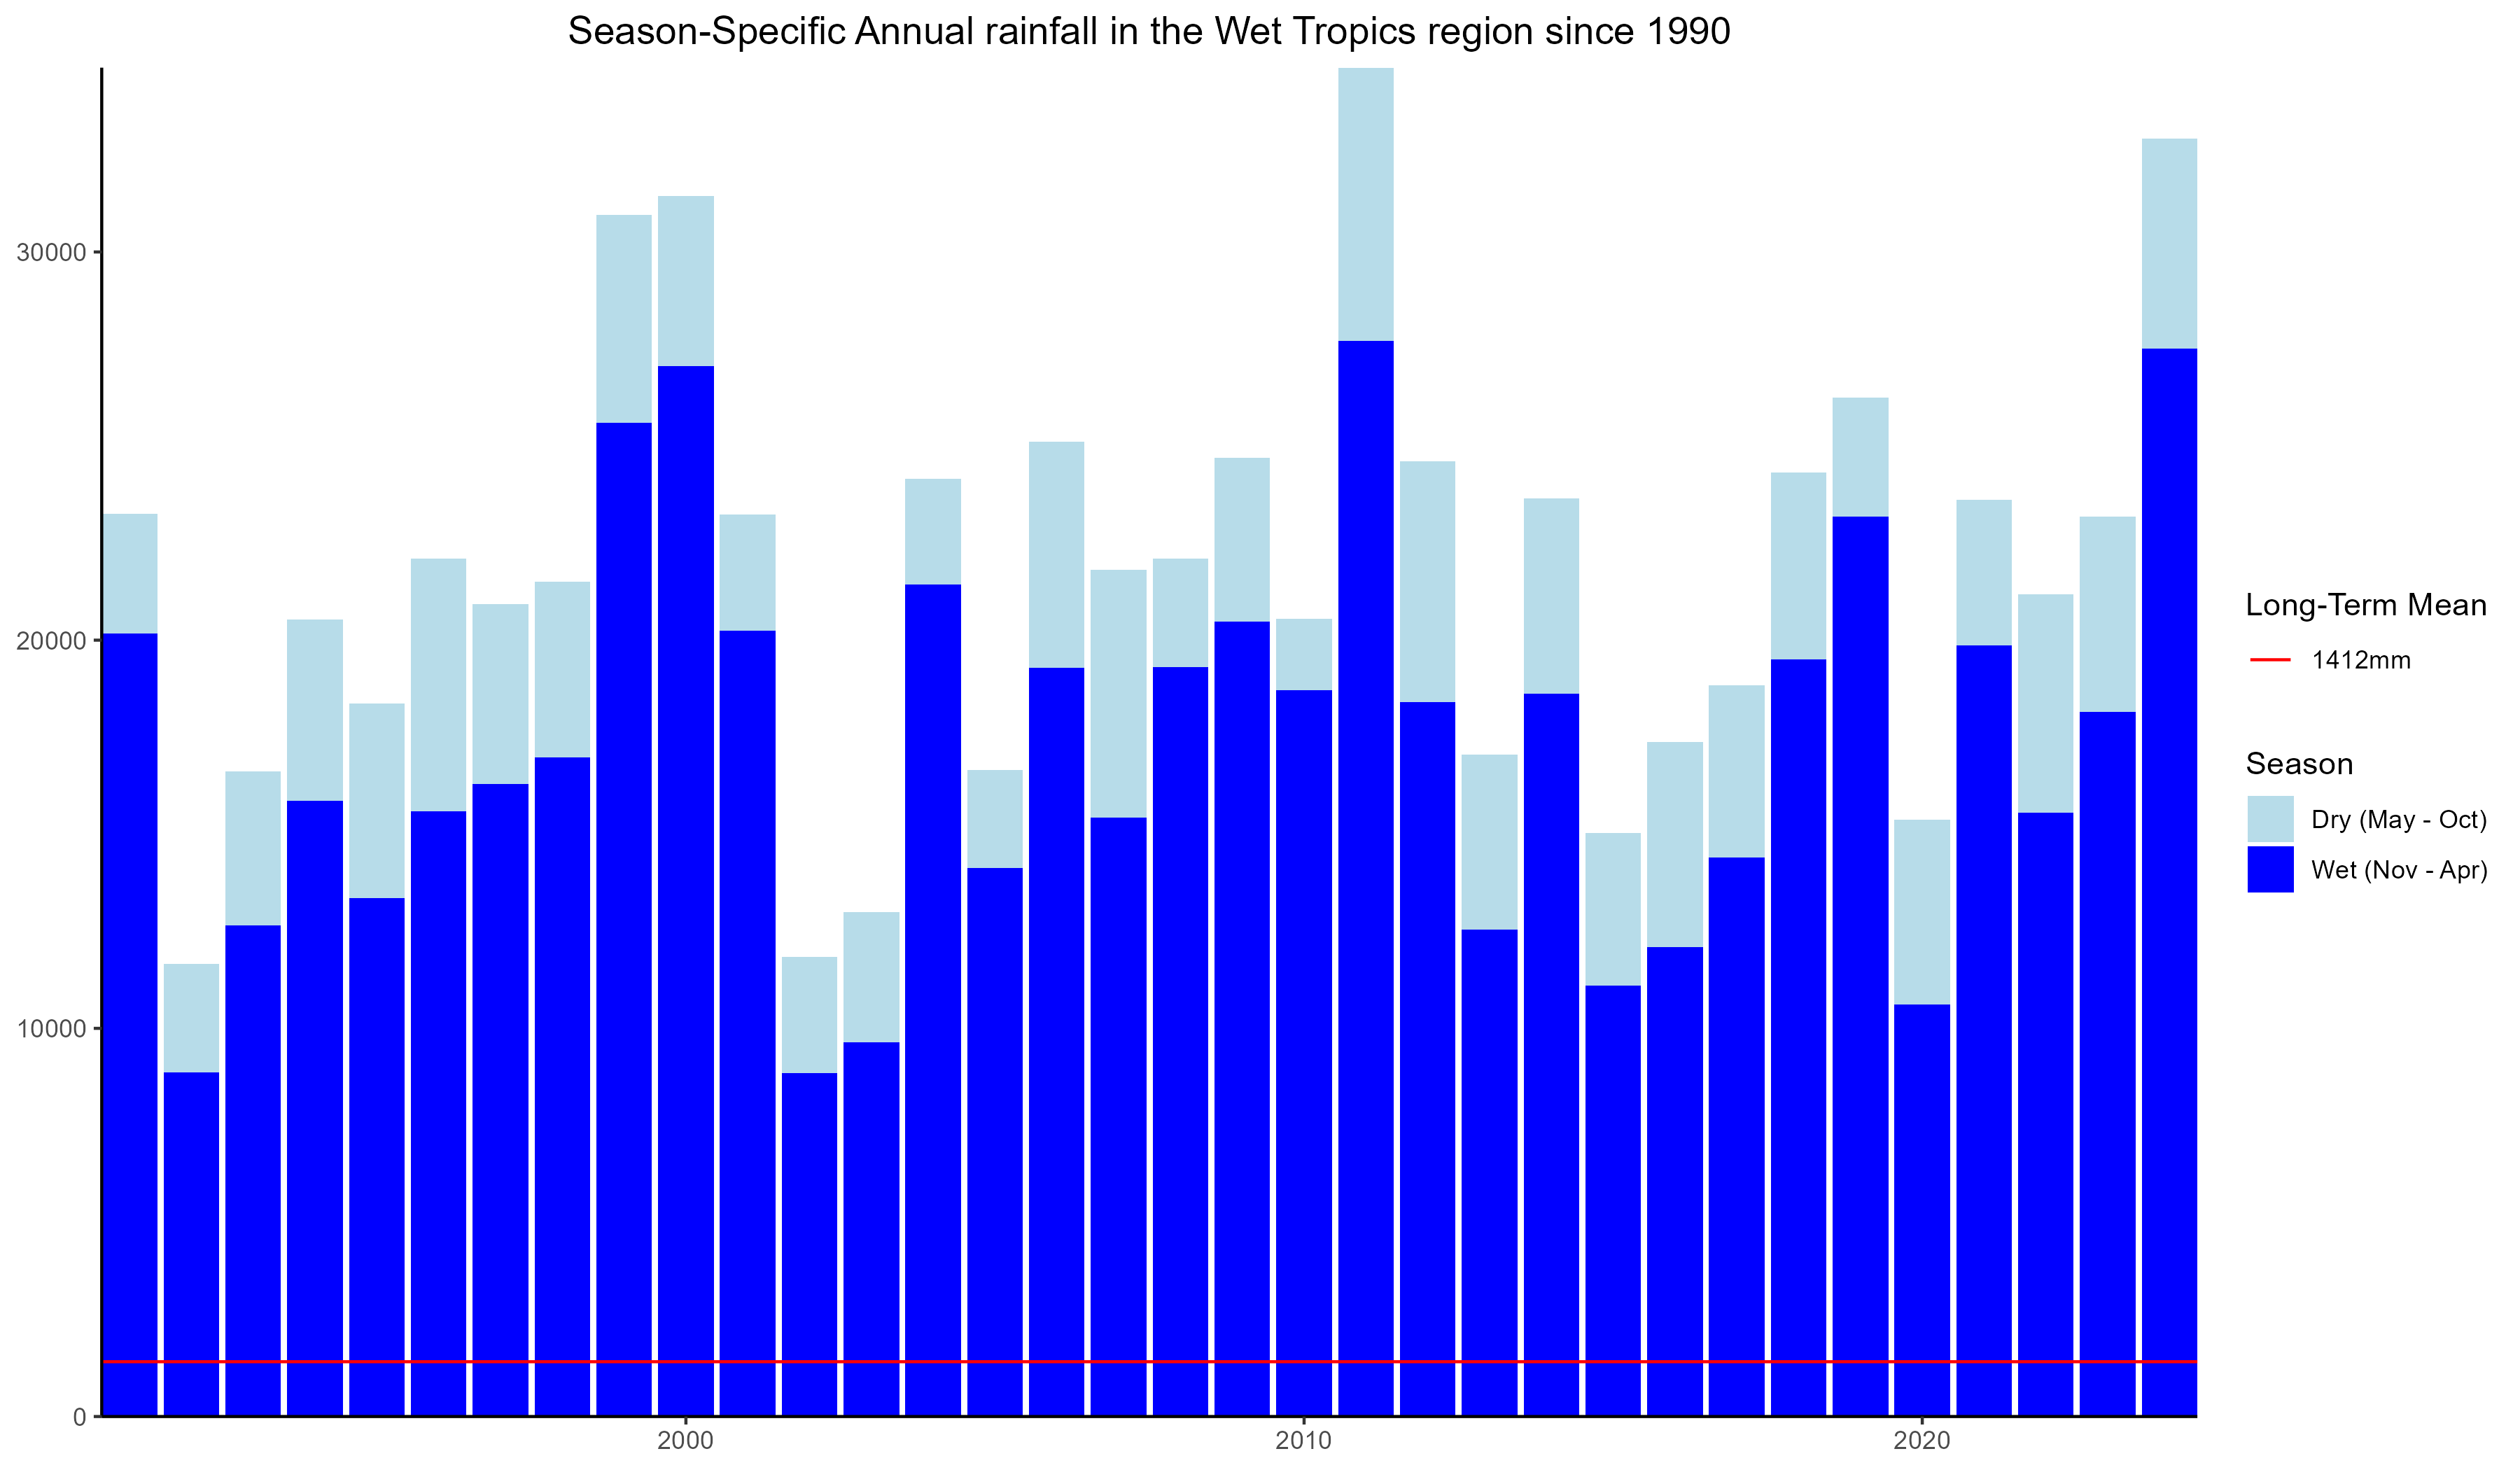 Season-Specific Annual rainfall in the Wet Tropics region since 1990
30000
20000
10000
0
2000
2010
2020
Long-Term Mean
1412mm
Season
Dry (May - Oct)
Wet (Nov - Apr)